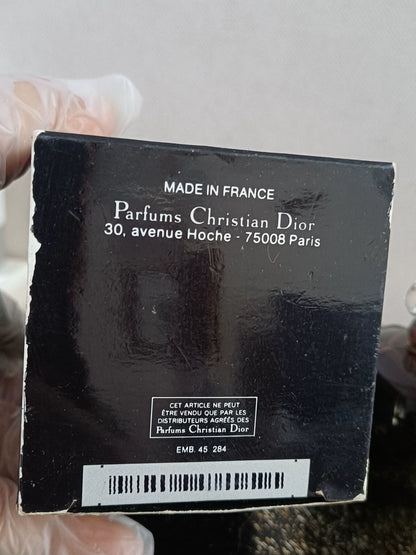 MADE IN FRANCE
Parfums Christian Dior
30, avenue Hoche - 75008 Paris
CET ARTICLE NE PEUT
ÊTRE VENDU QUE PAR LES
DISTRIBUTEURS AGRÉÉS DES
Parfums Christian Dior
EMB. 45 284